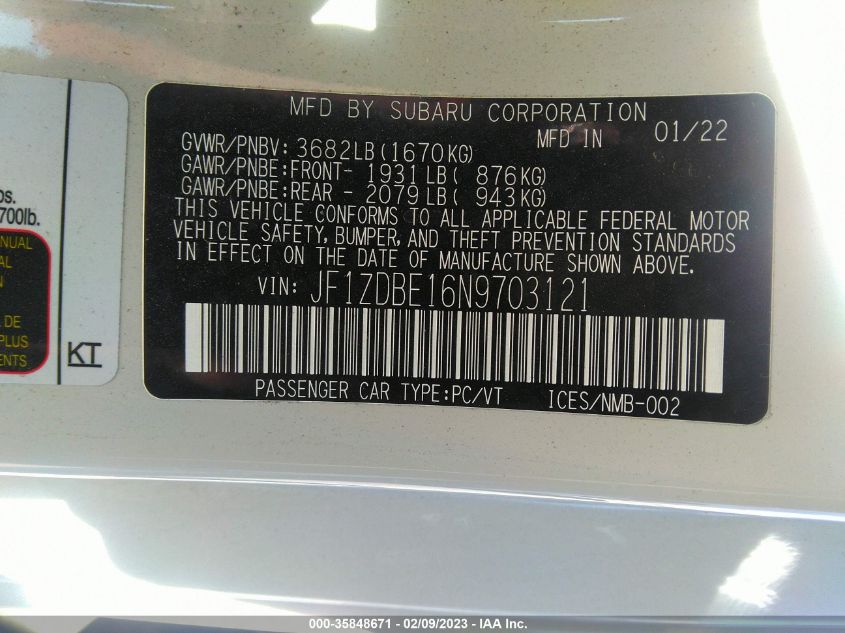 MFD BY SUBARU CORPORATION
MFD IN 01/22
GVWR/PNBV: 3682LB(1670KG)
GAWR/PNBE:FRONT- 1931LB( 876KG)
GAWR/PNBE:REAR - 2079LB( 943KG)
THIS VEHICLE CONFORMS TO ALL APPLICABLE FEDERAL MOTOR
VEHICLE SAFETY, BUMPER, AND THEFT PREVENTION STANDARDS
IN EFFECT ON THE DATE OF MANUFACTURE SHOWN ABOVE.
VIN: JF1ZDBE16N9703121
PASSENGER CAR TYPE:PC/VT ICES/NMB-002
700lb.
DE
PLUS
KT
000-35848671 - 02/09/2023 - IAA Inc.